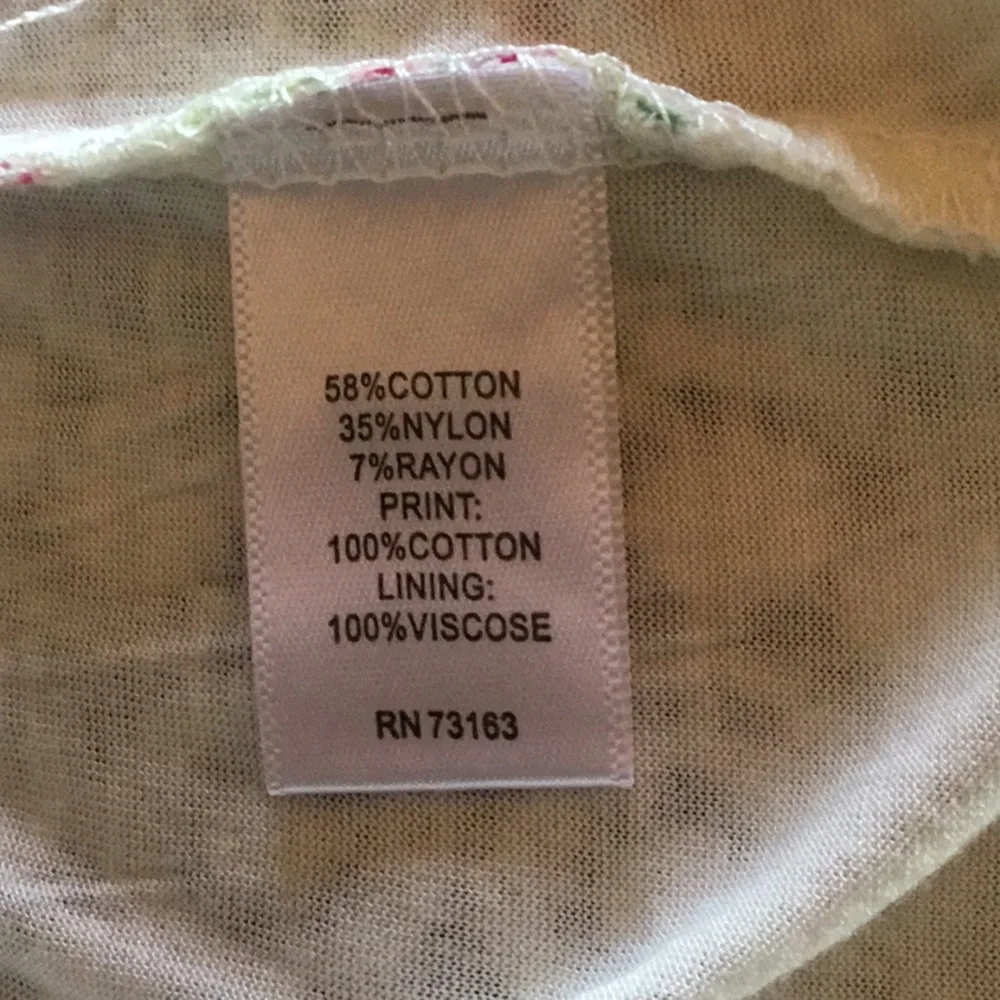 58%COTTON
35%NYLON
7%RAYON
PRINT:
100%COTTON
LINING:
100%VISCOSE
RN 73163